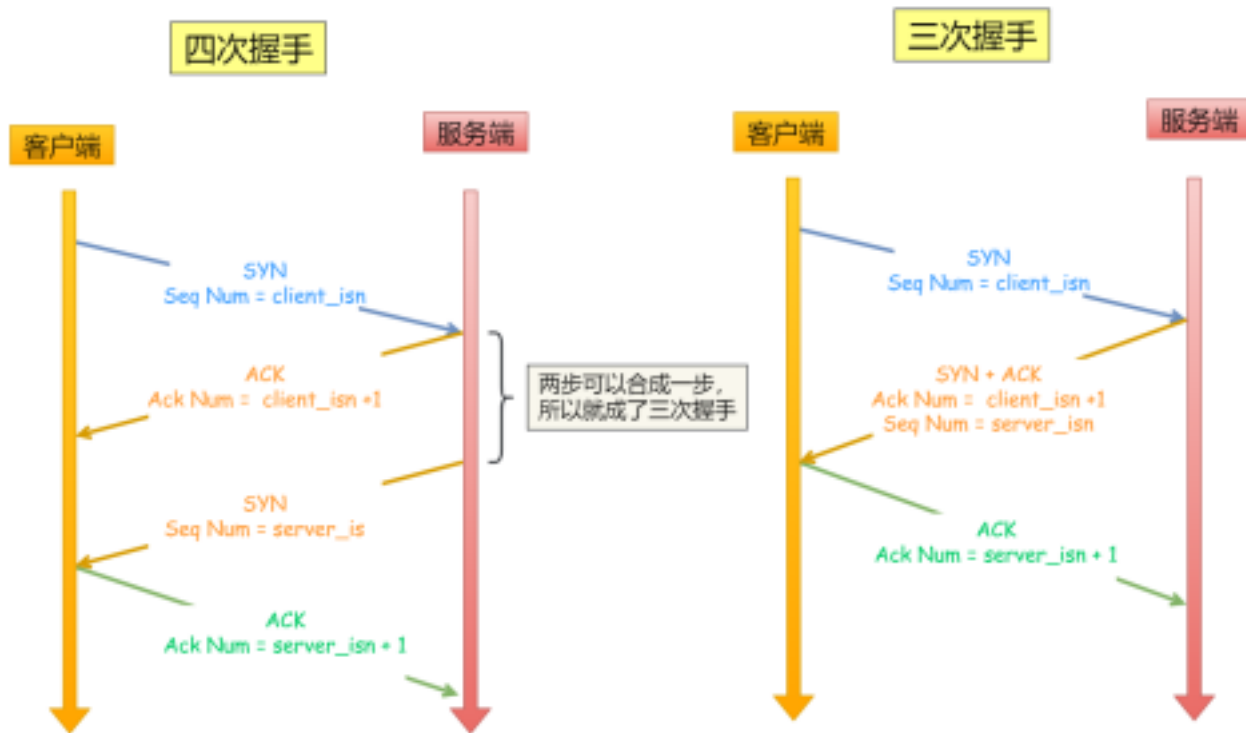 四次握手
客户端
服务端
SYN
Seq Num = client_isn
ACK
Ack Num = client_isn +1
两步可以合成一步，
所以就成了三次握手
SYN
Seq Num = server_is
ACK
Ack Num = server_isn + 1
三次握手
客户端
服务端
SYN
Seq Num = client_isn
SYN + ACK
Ack Num = client_isn +1
Seq Num = server_isn
ACK
Ack Num = server_isn + 1